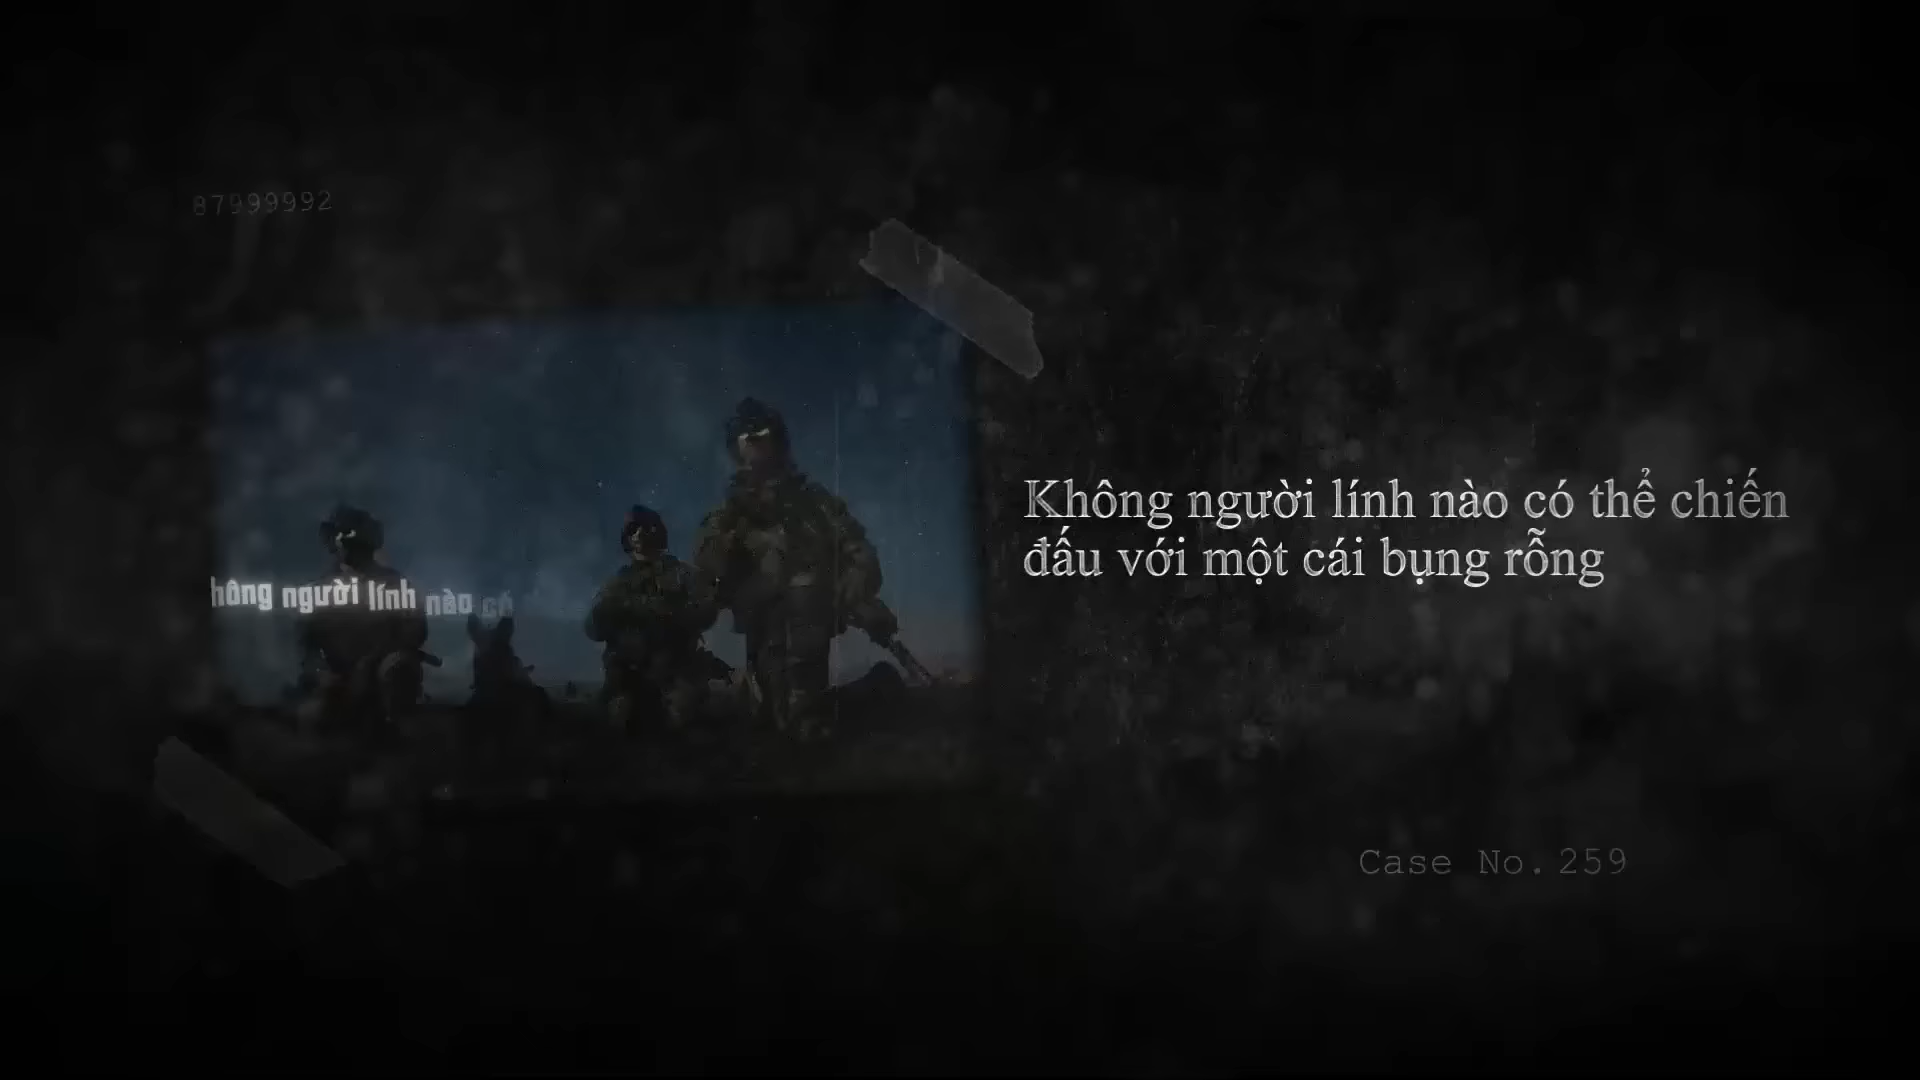 87999992
hông người lính nào có
Không người lính nào có thể chiến
đấu với một cái bụng rỗng
Case No. 259